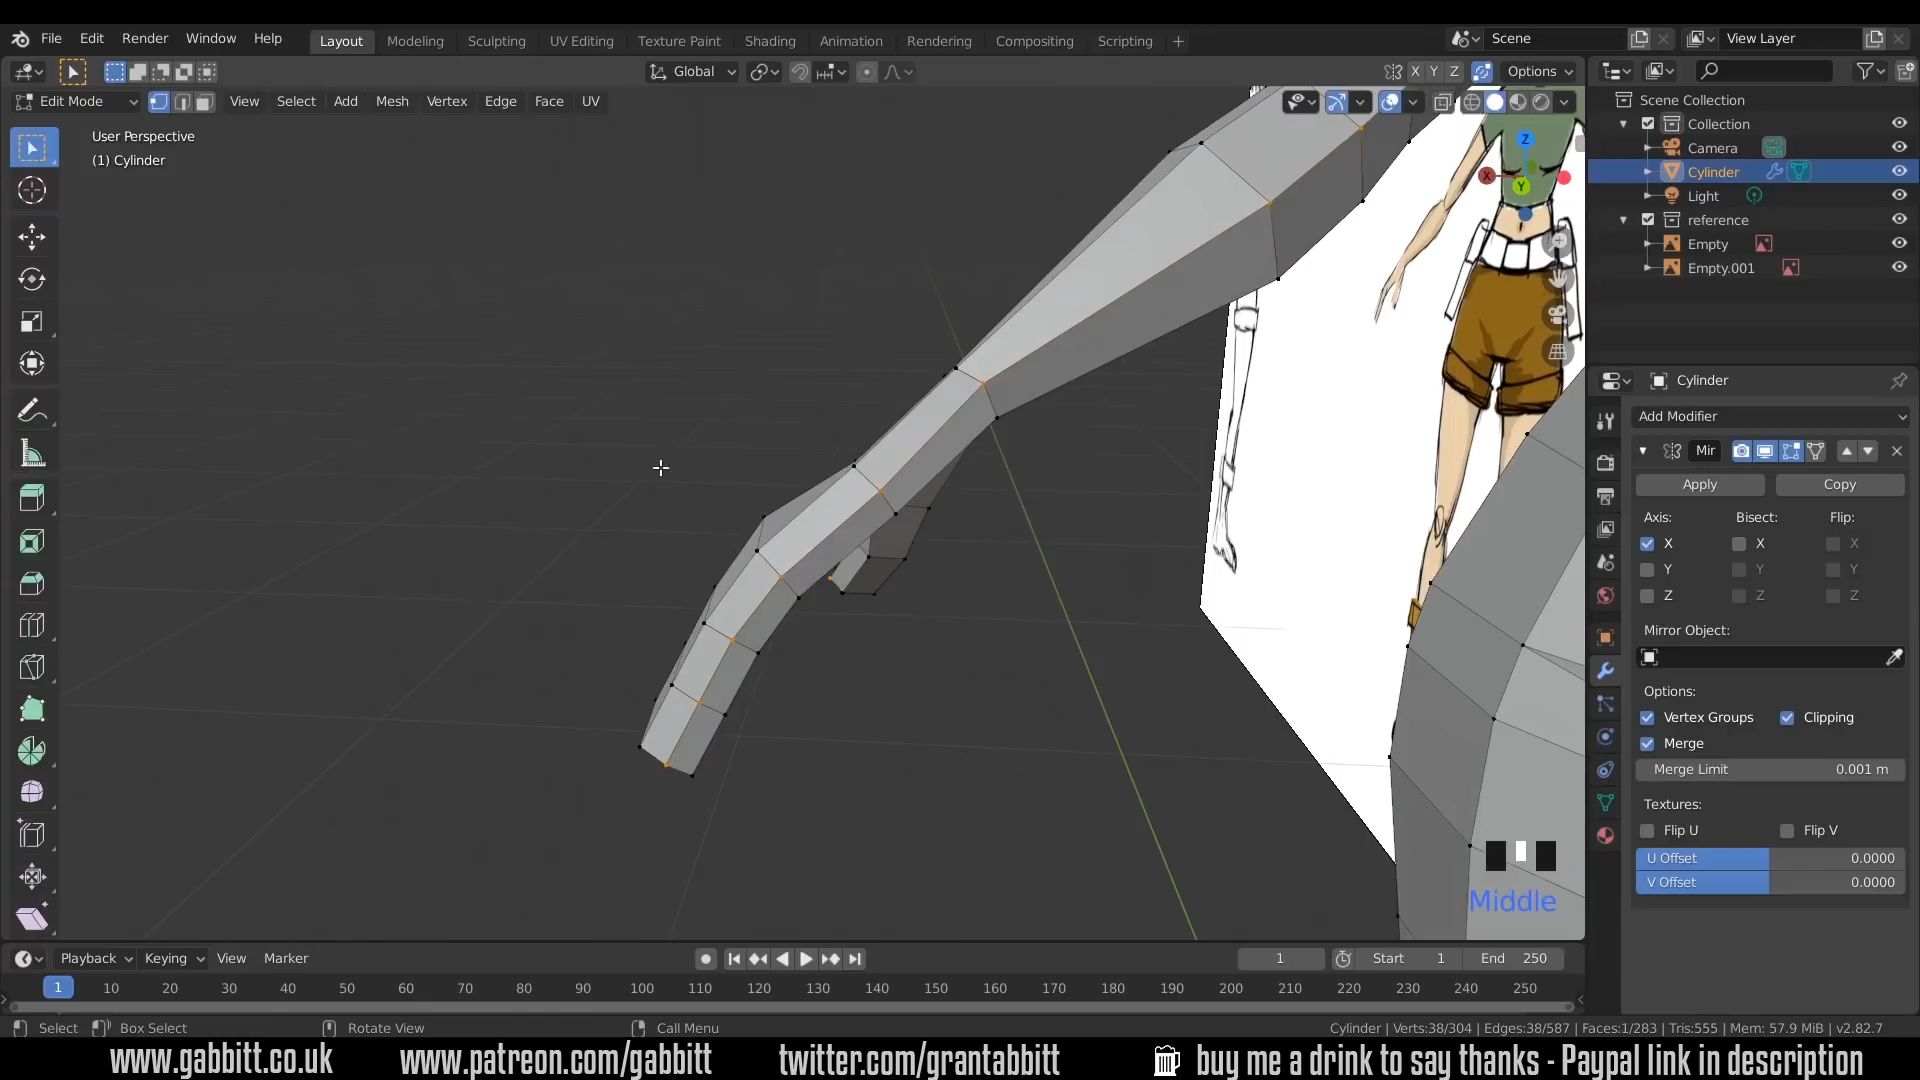 File Edit Render Window Help Layout Modeling Sculpting UV Editing Texture Paint Shading Animation Rendering Compositing Scripting + Scene View Layer
Global X Y Z Options
Edit Mode View Select Add Mesh Vertex Edge Face UV
User Perspective
(1) Cylinder
Z
X
Y
Scene Collection
Collection
Camera
Cylinder
Light
reference
Empty
Empty.001
Cylinder
Add Modifier
Mir
Apply Copy
Axis: Bisect: Flip:
X X X
Y Y Y
Z Z Z
Mirror Object:
Options:
Vertex Groups Clipping
Merge
Merge Limit 0.001 m
Textures:
Flip U Flip V
U Offset 0.0000
V Offset 0.0000
Middle
Playback Keying View Marker 1 Start 1 End 250
1 10 20 30 40 50 60 70 80 90 100 110 120 130 140 150 160 170 180 190 200 210 220 230 240 250
Select Box Select Rotate View Call Menu Cylinder | Verts:38/304 | Edges:38/587 | Faces:1/283 | Tris:555 | Mem: 57.9 MiB | v2.82.7
www.gabbitt.co.uk www.patreon.com/gabbitt twitter.com/grantabbitt buy me a drink to say thanks - Paypal link in description